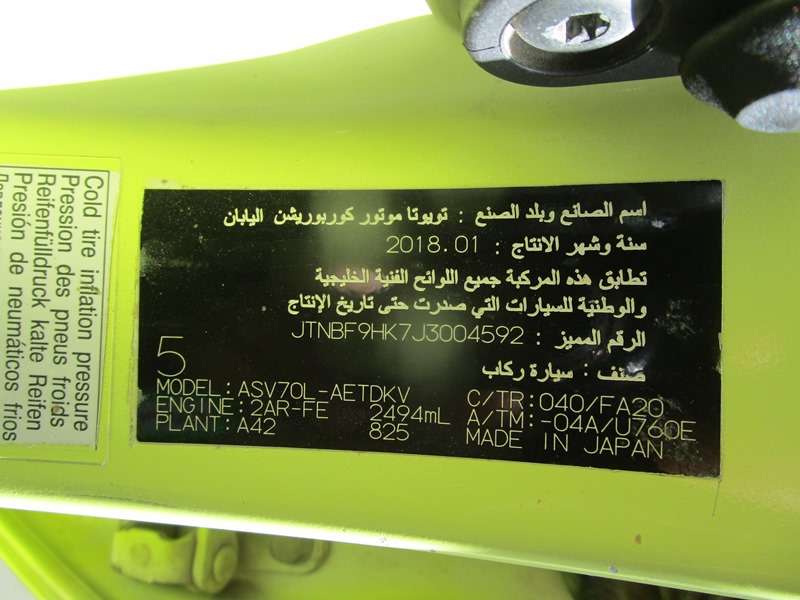 Cold tire inflation pressure
Pression des pneus froids
Reifenfülldruck kalte Reifen
Presión de neumáticos fríos
اسم الصانع وبلد الصنع : تويوتا موتور كوربوريشن اليابان
سنة وشهر الانتاج : 2018.01
تطابق هذه المركبة جميع اللوائح الفنية الخليجية
والوطنية للسيارات التي صدرت حتى تاريخ الإنتاج
الرقم المميز : JTNBF9HK7J3004592
صنف : سيارة ركاب
5
MODEL:ASV70L-AETDKV C/TR:040/FA20
ENGINE:2AR-FE 2494mL A/TM:-04A/U760E
PLANT:A42 825 MADE IN JAPAN